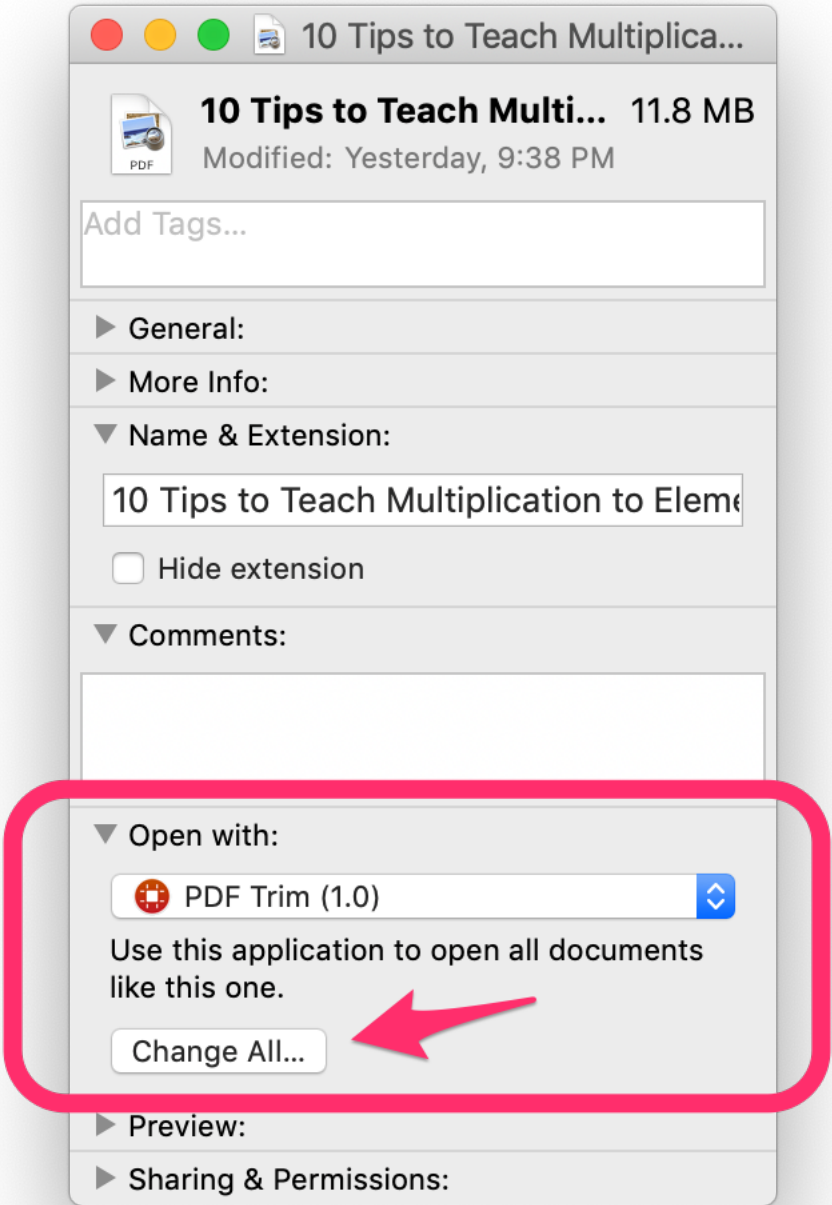 10 Tips to Teach Multiplica...
10 Tips to Teach Multi... 11.8 MB
PDF
Modified: Yesterday, 9:38 PM
Add Tags...
General:
More Info:
Name & Extension:
10 Tips to Teach Multiplication to Eleme
Hide extension
Comments:
Open with:
PDF Trim (1.0)
Use this application to open all documents
like this one.
Change All...
Preview:
Sharing & Permissions: